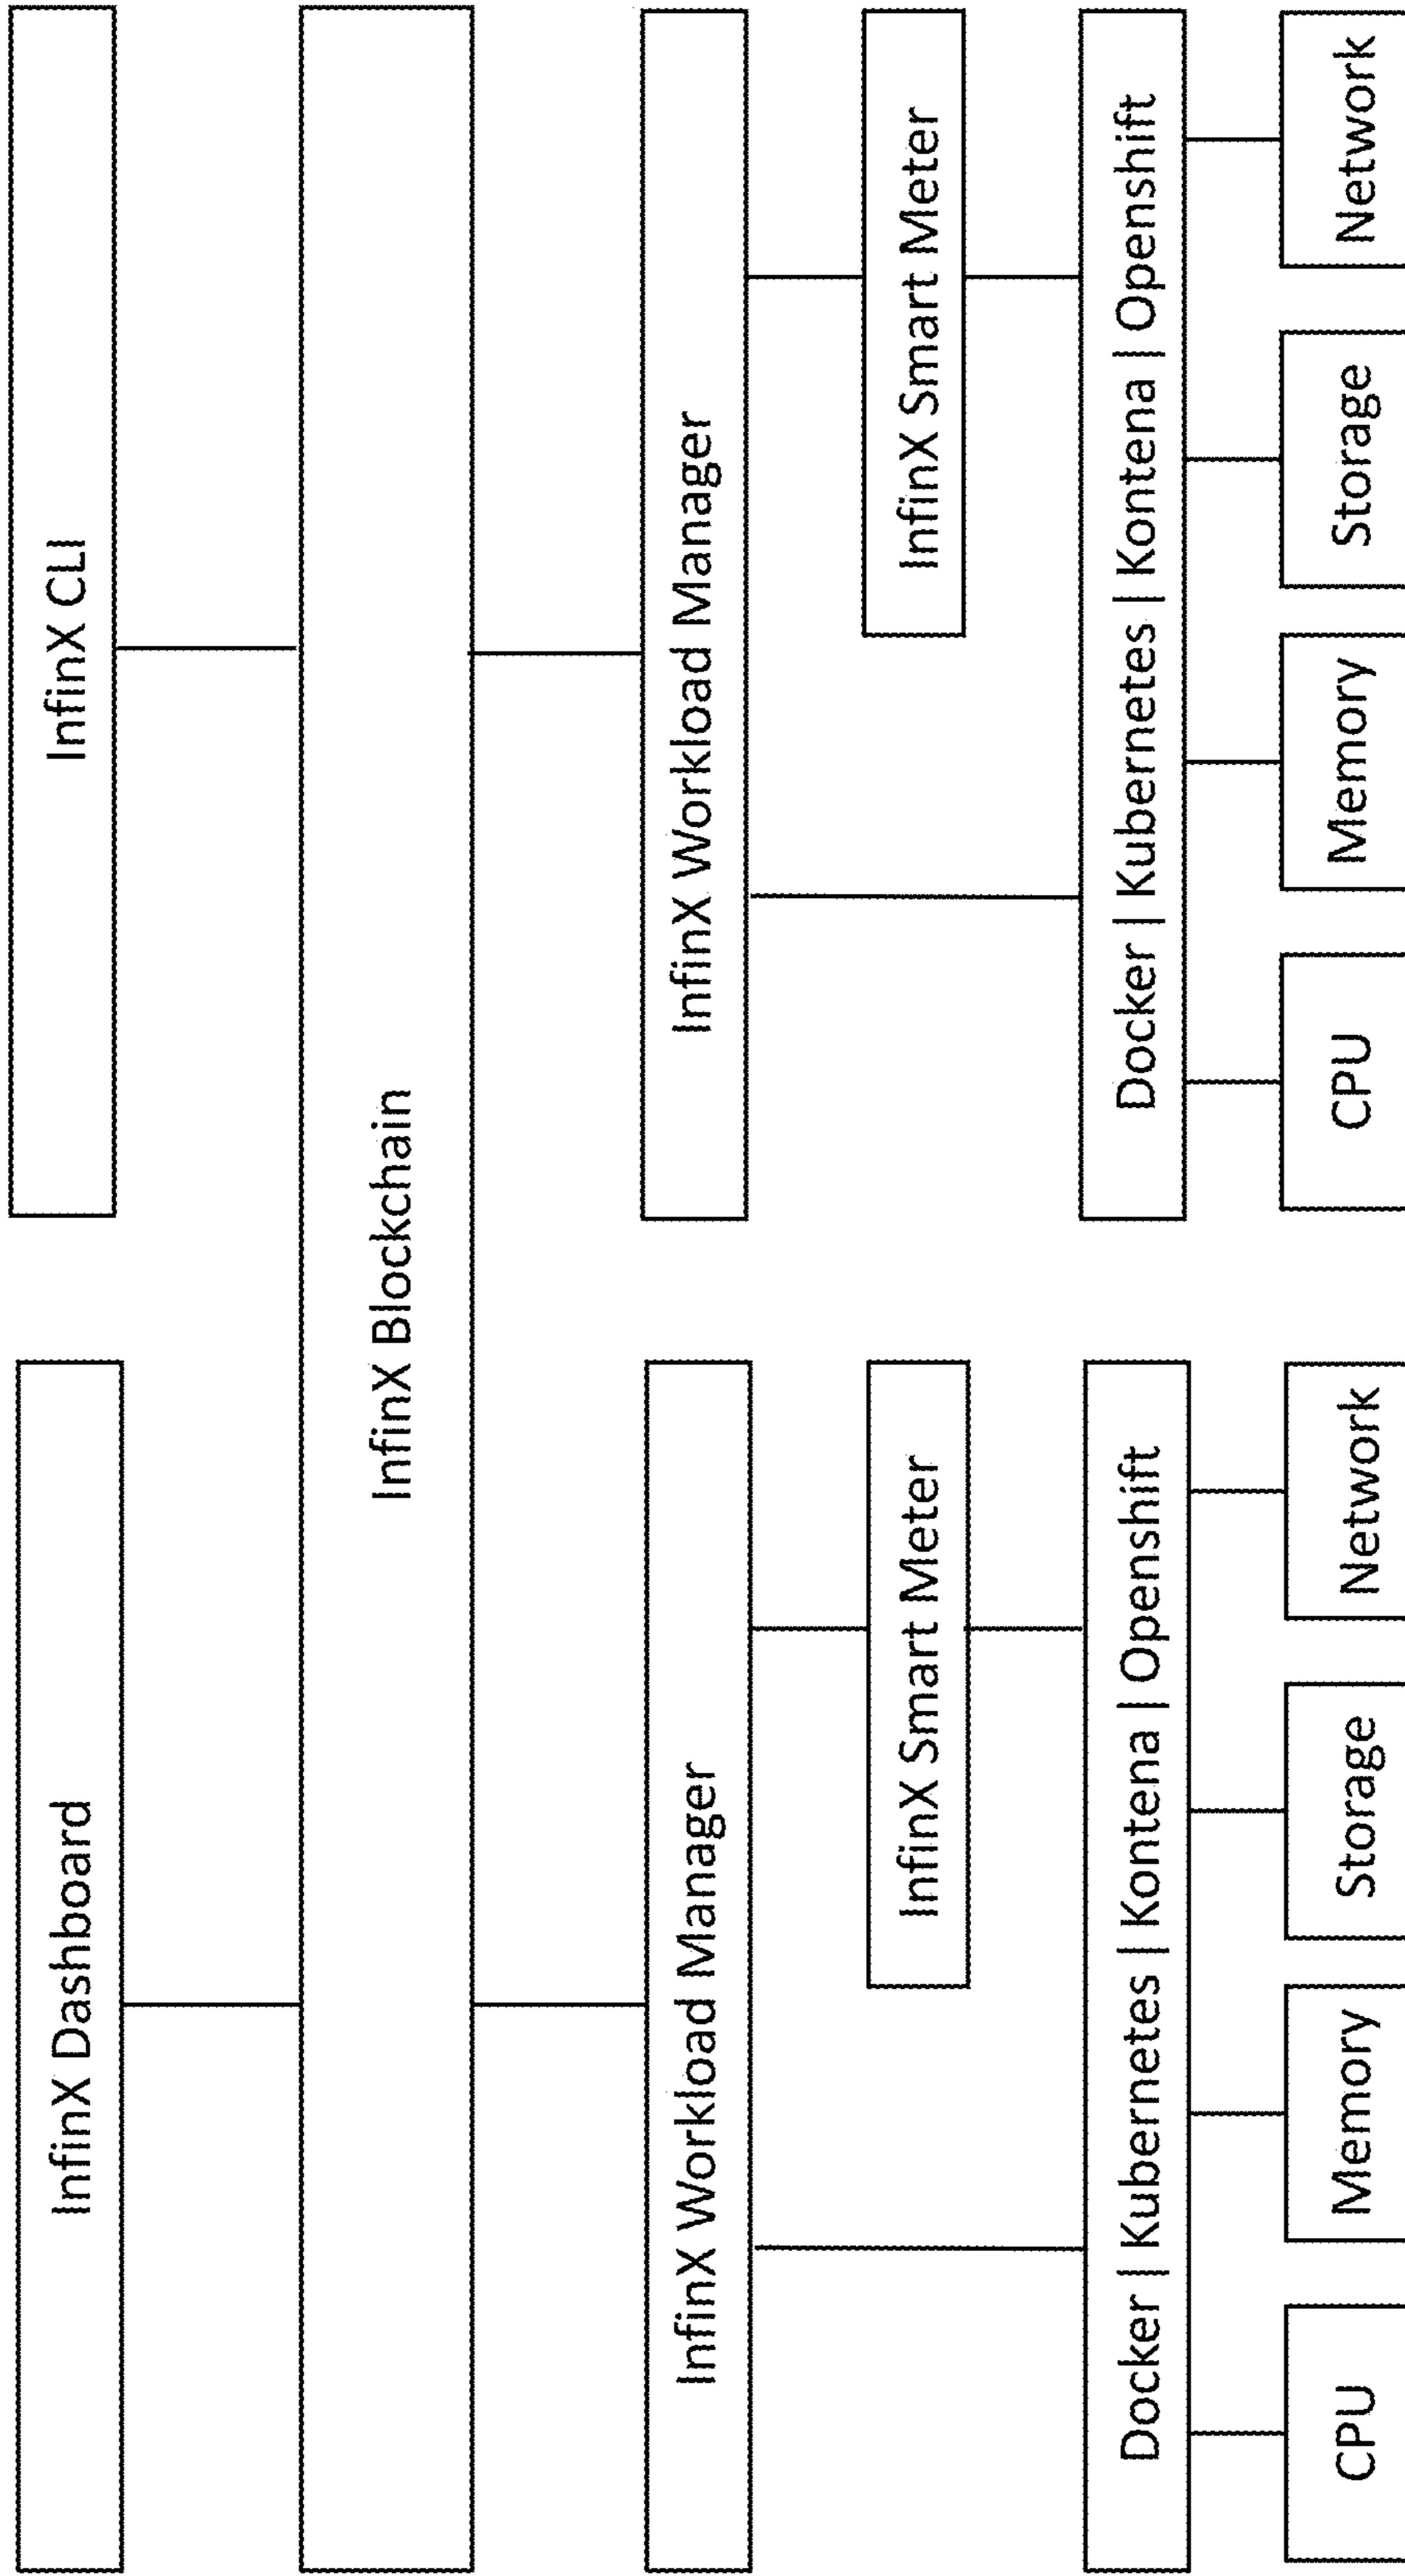 InfinX Dashboard
InfinX CLI
InfinX Blockchain
InfinX Workload Manager
InfinX Workload Manager
InfinX Smart Meter
InfinX Smart Meter
Docker | Kubernetes | Kontena | Openshift
Docker | Kubernetes | Kontena | Openshift
CPU
Memory
Storage
Network
CPU
Memory
Storage
Network